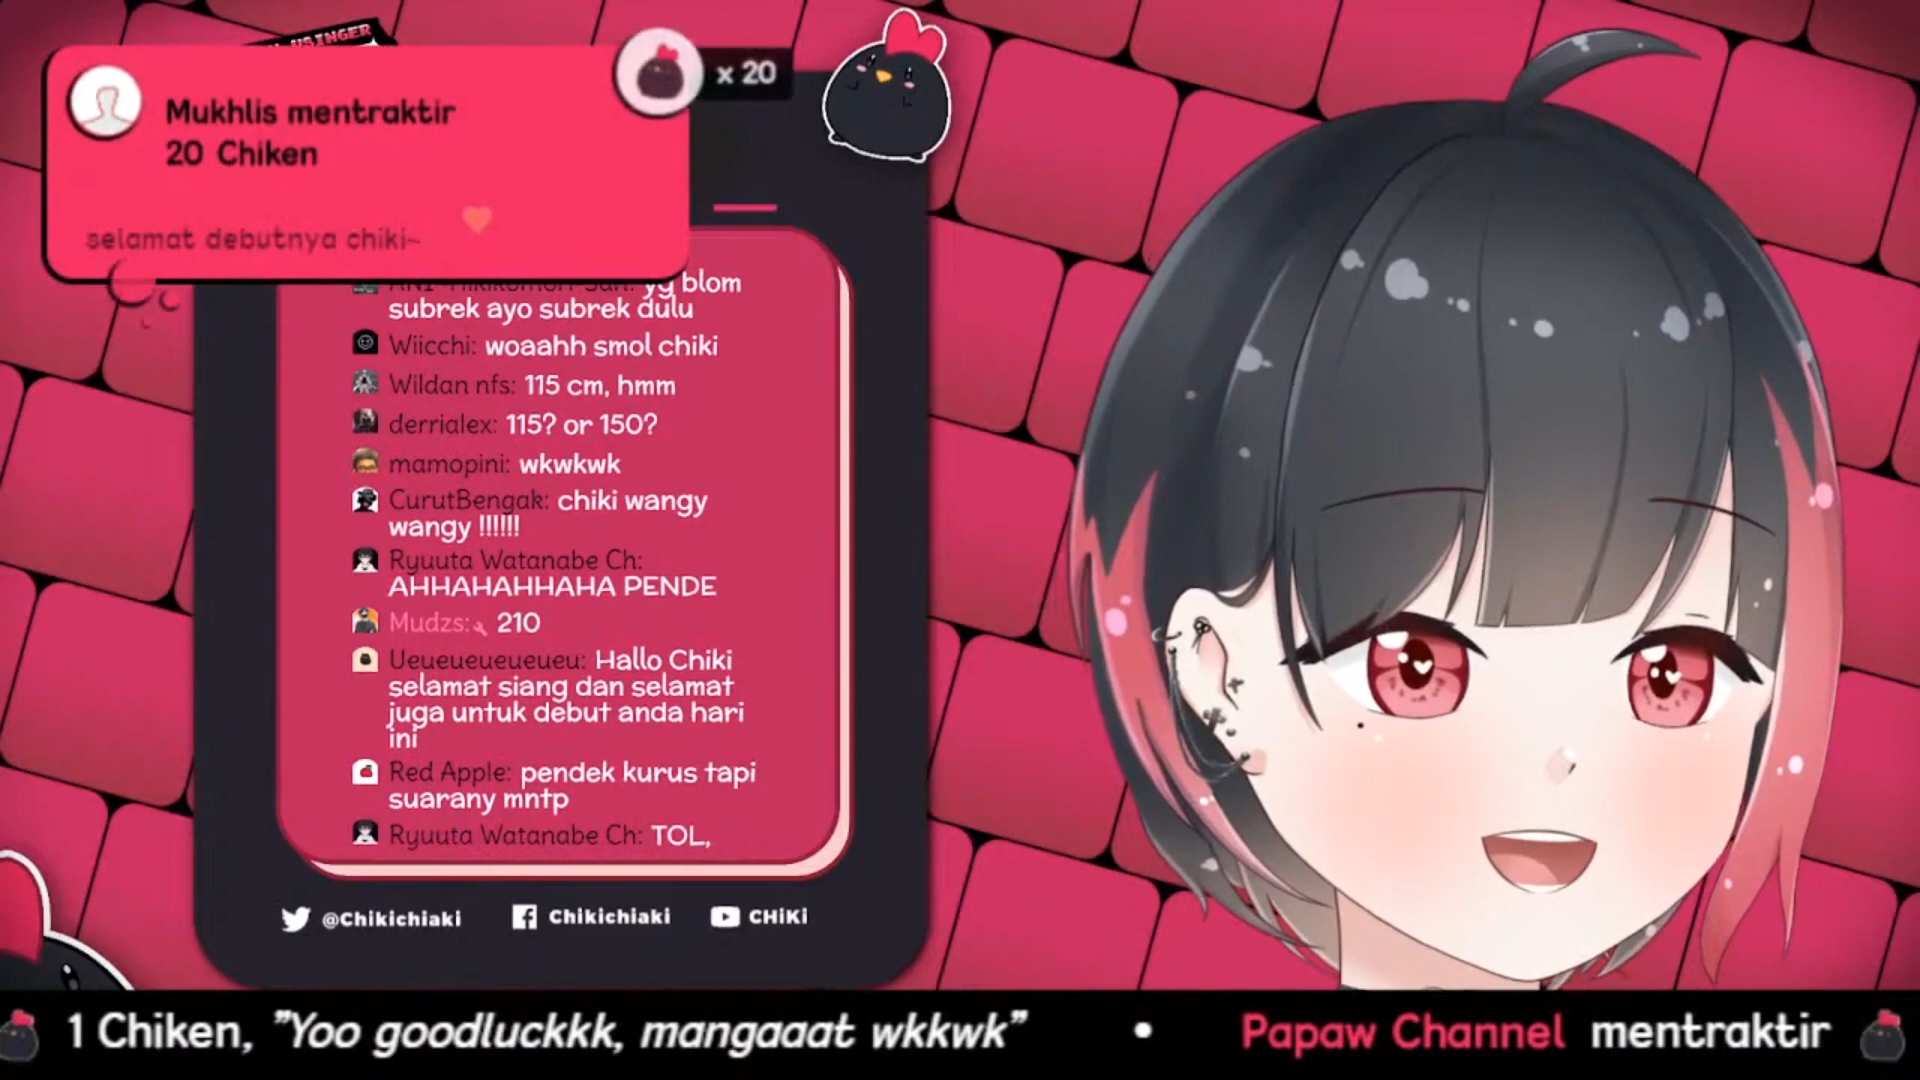 USINGER
Mukhlis mentraktir
20 Chiken
x 20
selamat debutnya chiki~
yg blom
subrek ayo subrek dulu
Wiicchi: woaahh smol chiki
Wildan nfs: 115 cm, hmm
derrialex: 115? or 150?
mamopini: wkwkwk
CurutBengak: chiki wangy
wangy !!!!!!
Ryuuta Watanabe Ch:
AHHAHAHHAHA PENDE
Mudzs: 210
Ueueueueueueu: Hallo Chiki
selamat siang dan selamat
juga untuk debut anda hari
ini
Red Apple: pendek kurus tapi
suarany mntp
Ryuuta Watanabe Ch: TOL,
@Chikichiaki
Chikichiaki
CHiKi
1 Chiken, "Yoo goodluckkk, mangaaat wkkwk" • Papaw Channel mentraktir